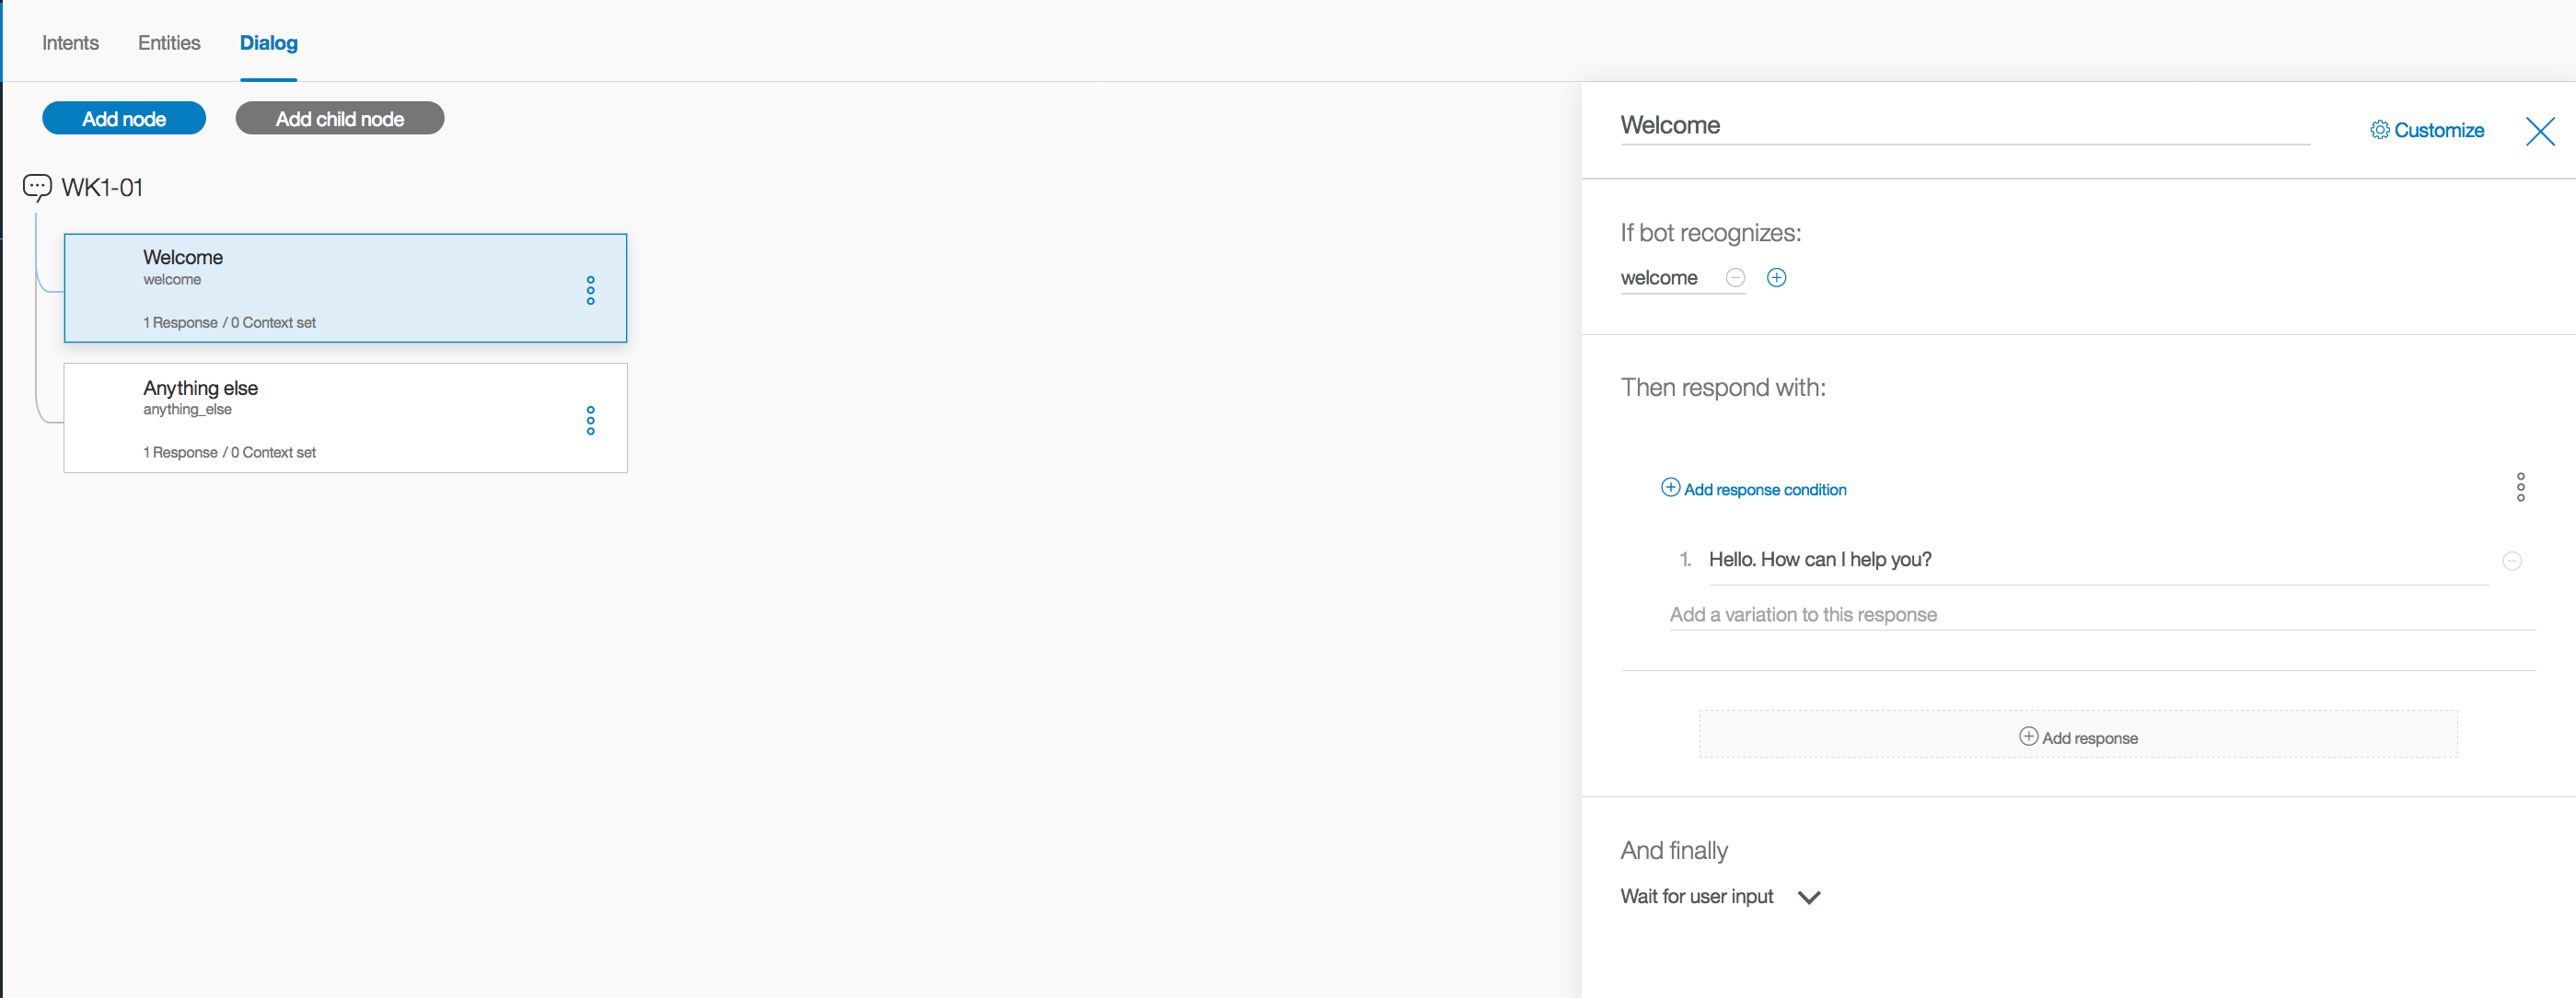 Intents Entities Dialog
Add node Add child node
WK1-01
Welcome
welcome
1 Response / 0 Context set
Anything else
anything_else
1 Response / 0 Context set
Welcome
Customize
If bot recognizes:
welcome
Then respond with:
Add response condition
1. Hello. How can I help you?
Add a variation to this response
Add response
And finally
Wait for user input